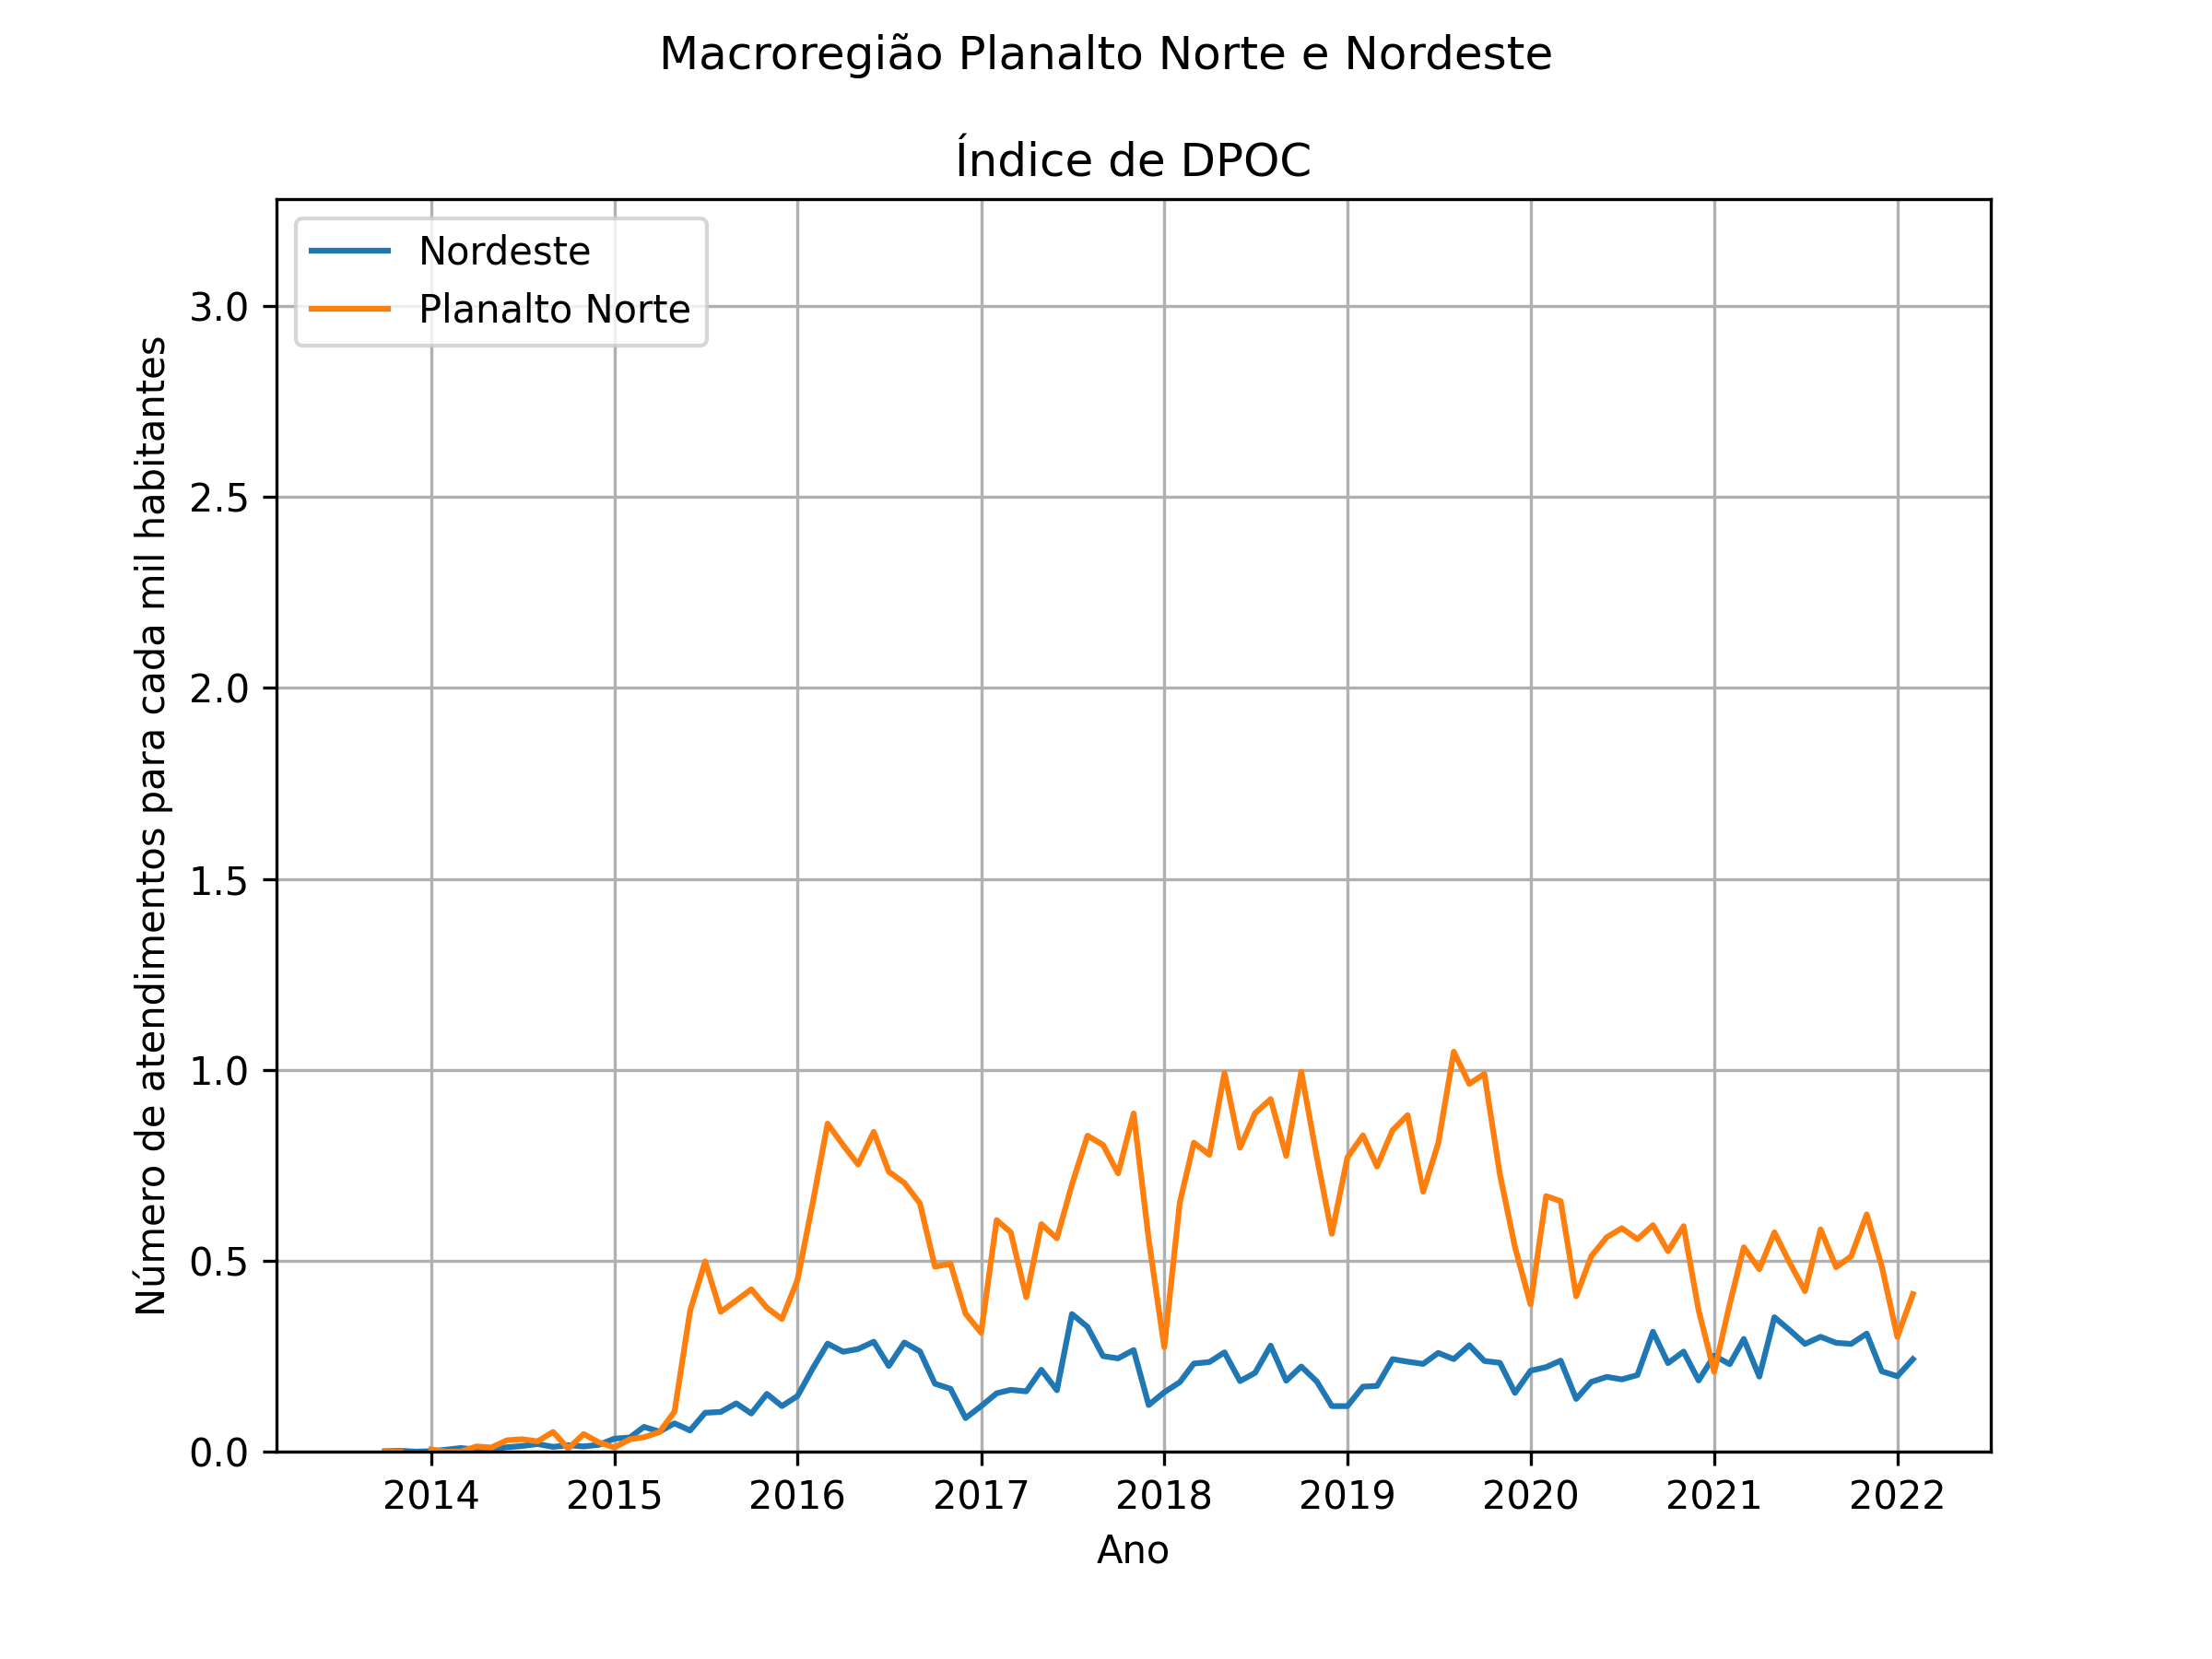 Macroregião Planalto Norte e Nordeste
Índice de DPOC
Nordeste
Planalto Norte
Número de atendimentos para cada mil habitantes
3.0
2.5
2.0
1.5
1.0
0.5
0.0
2014 2015 2016 2017 2018 2019 2020 2021 2022
Ano